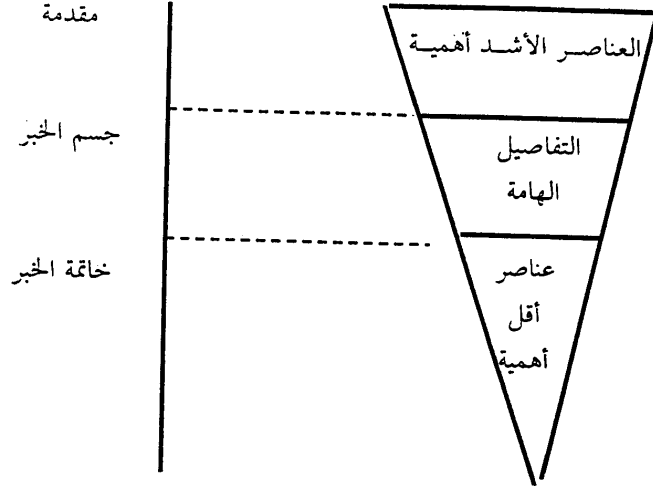 العناصر الأشد أهمية
مقدمة
التفاصيل
الهامة
جسم الخبر
عناصر
أقل
أهمية
خاتمة الخبر